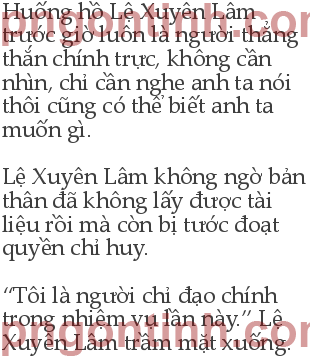 Huống hồ Lệ Xuyên Lâm
trước giờ luôn là người thẳng
thắn chính trực, không cần
nhìn, chỉ cần nghe anh ta nói
thôi cũng có thể biết anh ta
muốn gì.
Lệ Xuyên Lâm không ngờ bản
thân đã không lấy được tài
liệu rồi mà còn bị tước đoạt
quyền chỉ huy.
“Tôi là người chỉ đạo chính
trong nhiệm vụ lần này.” Lệ
Xuyên Lâm trầm mặt xuống.